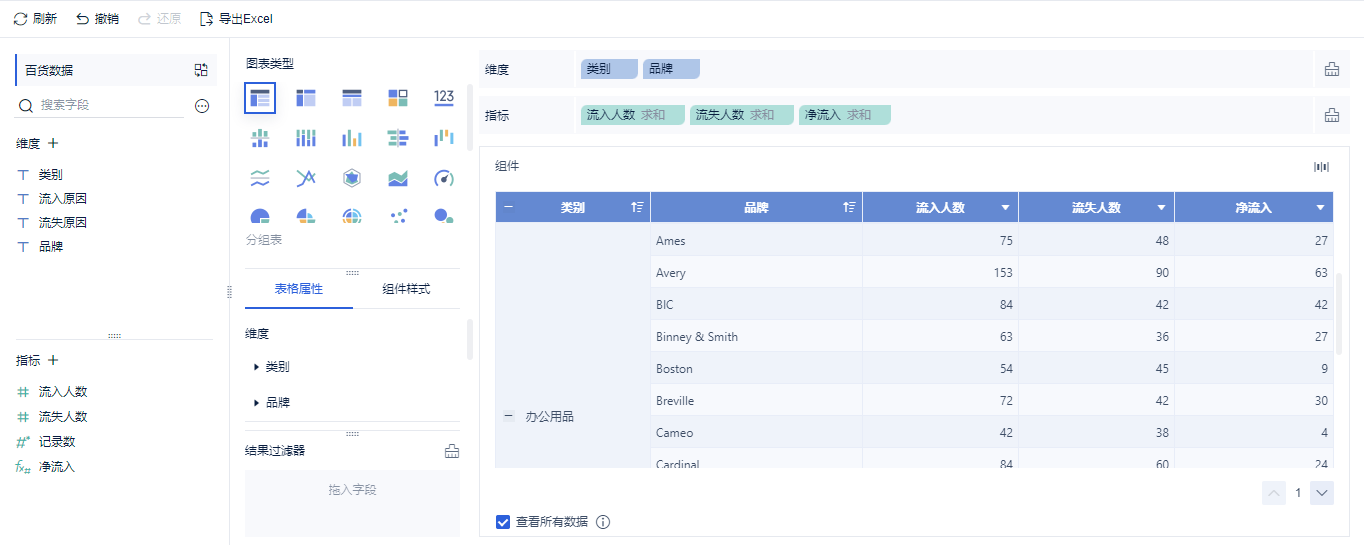 刷新 撤销 还原 导出Excel
百货数据
搜索字段
维度
类别
流入原因
流失原因
品牌
指标
流入人数
流失人数
记录数
净流入
图表类型
123
分组表
表格属性 组件样式
维度
类别
品牌
结果过滤器
拖入字段
维度 类别 品牌
指标 流入人数 求和 流失人数 求和 净流入 求和
组件
类别 品牌 流入人数 流失人数 净流入
办公用品
Ames 75 48 27
Avery 153 90 63
BIC 84 42 42
Binney & Smith 63 36 27
Boston 54 45 9
Breville 72 42 30
Cameo 42 38 4
Cardinal 84 60 24
1
查看所有数据